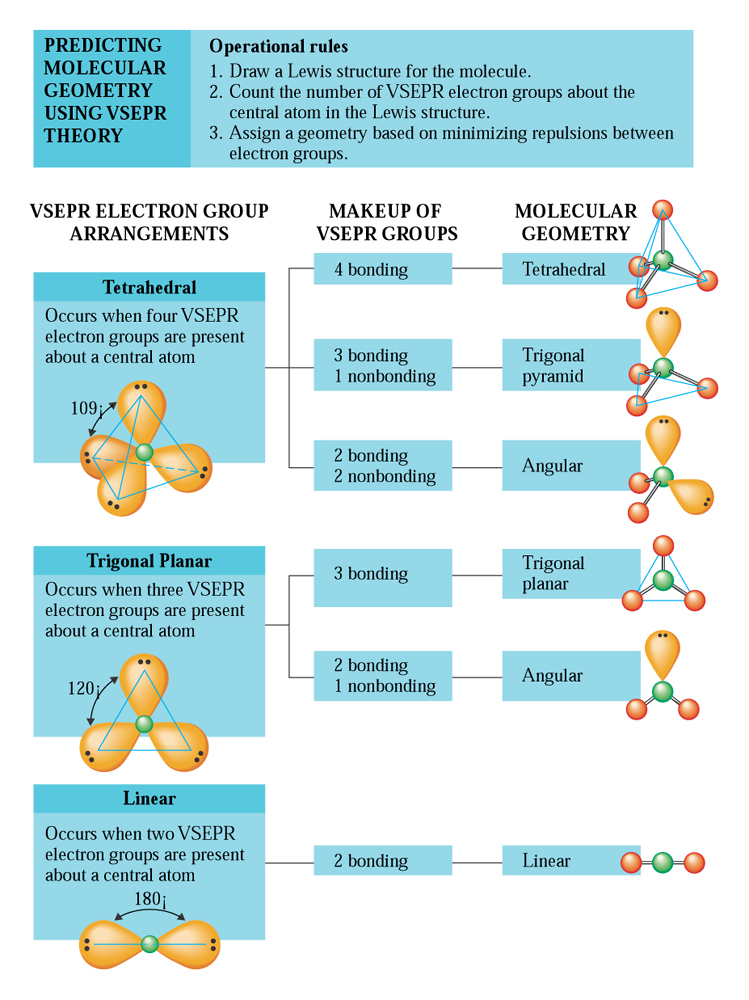 PREDICTING
MOLECULAR
GEOMETRY
USING VSEPR
THEORY
Operational rules
1. Draw a Lewis structure for the molecule.
2. Count the number of VSEPR electron groups about the
central atom in the Lewis structure.
3. Assign a geometry based on minimizing repulsions between
electron groups.
VSEPR ELECTRON GROUP
ARRANGEMENTS
MAKEUP OF
VSEPR GROUPS
MOLECULAR
GEOMETRY
Tetrahedral
Occurs when four VSEPR
electron groups are present
about a central atom
109¡
4 bonding
Tetrahedral
3 bonding
1 nonbonding
Trigonal
pyramid
2 bonding
2 nonbonding
Angular
Trigonal Planar
Occurs when three VSEPR
electron groups are present
about a central atom
120¡
3 bonding
Trigonal
planar
2 bonding
1 nonbonding
Angular
Linear
Occurs when two VSEPR
electron groups are present
about a central atom
180¡
2 bonding
Linear